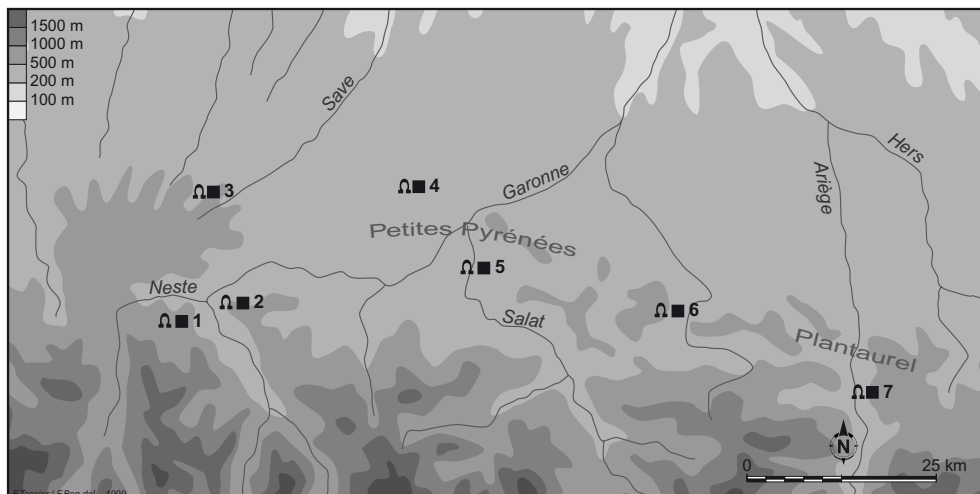 1500 m
1000 m
500 m
200 m
100 m
Save
Hers
Ω 3
Ω 4
Garonne
Ariège
Petites Pyrénées
Ω 5
Neste
Ω 2
Ω 1
Salat
Ω 6
Plantaurel
Ω 7
N
0 25 km